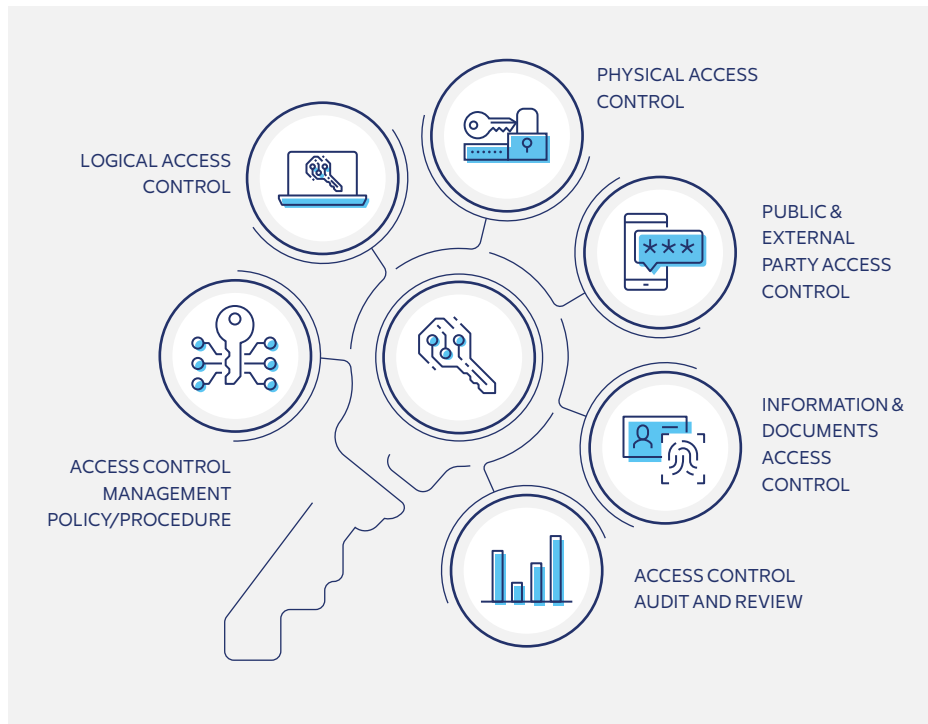 PHYSICAL ACCESS
CONTROL
LOGICAL ACCESS
CONTROL
PUBLIC &
EXTERNAL
PARTY ACCESS
CONTROL
***
INFORMATION &
DOCUMENTS
ACCESS
CONTROL
ACCESS CONTROL
MANAGEMENT
POLICY/PROCEDURE
ACCESS CONTROL
AUDIT AND REVIEW